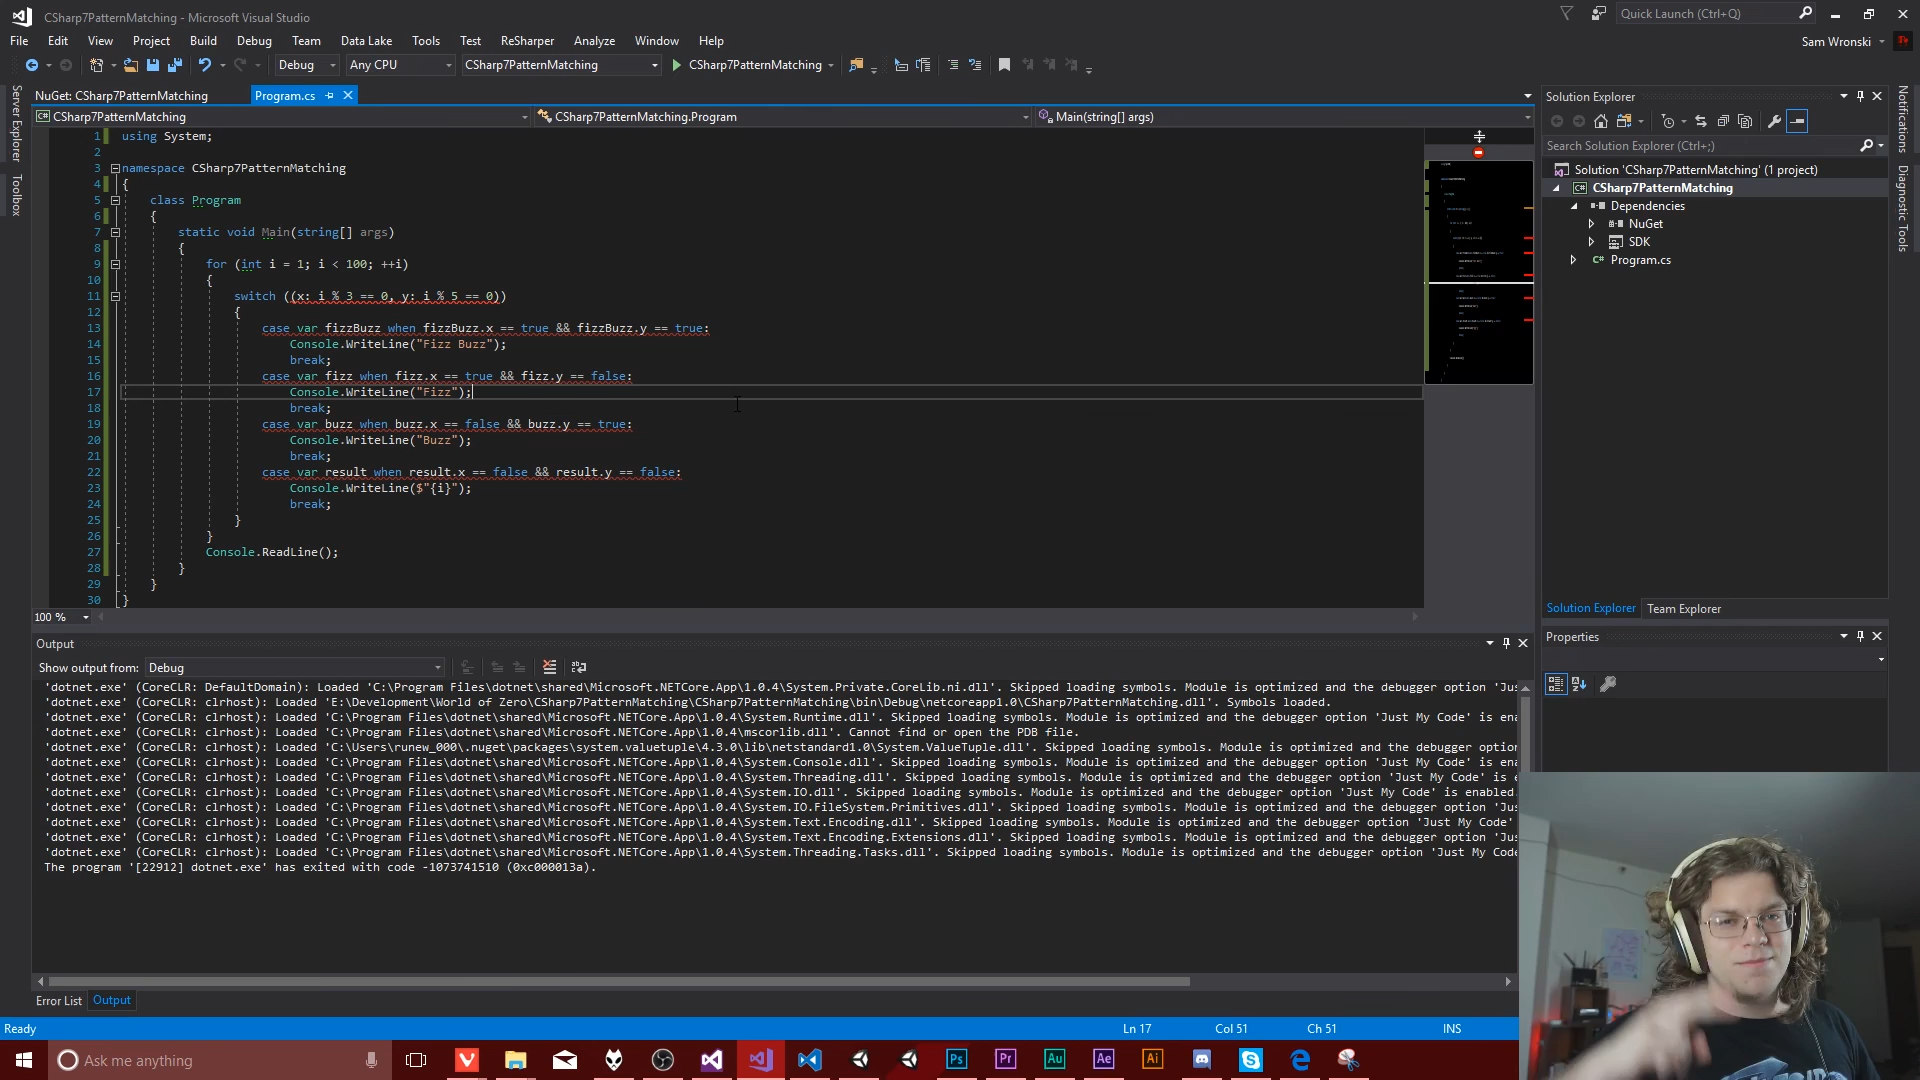 CSharp7PatternMatching - Microsoft Visual Studio
Quick Launch (Ctrl+Q)
File Edit View Project Build Debug Team Data Lake Tools Test ReSharper Analyze Window Help
Sam Wronski
Debug Any CPU CSharp7PatternMatching CSharp7PatternMatching
Server Explorer
Toolbox
NuGet: CSharp7PatternMatching Program.cs
CSharp7PatternMatching CSharp7PatternMatching.Program Main(string[] args)
1 using System;
2
3 namespace CSharp7PatternMatching
4 {
5 class Program
6 {
7 static void Main(string[] args)
8 {
9 for (int i = 1; i < 100; ++i)
10 {
11 switch ((x: i % 3 == 0, y: i % 5 == 0))
12 {
13 case var fizzBuzz when fizzBuzz.x == true && fizzBuzz.y == true:
14 Console.WriteLine("Fizz Buzz");
15 break;
16 case var fizz when fizz.x == true && fizz.y == false:
17 Console.WriteLine("Fizz");
18 break;
19 case var buzz when buzz.x == false && buzz.y == true:
20 Console.WriteLine("Buzz");
21 break;
22 case var result when result.x == false && result.y == false:
23 Console.WriteLine($"{i}");
24 break;
25 }
26 }
27 Console.ReadLine();
28 }
29 }
30 }
100 %
Solution Explorer
Search Solution Explorer (Ctrl+;)
Solution 'CSharp7PatternMatching' (1 project)
CSharp7PatternMatching
Dependencies
NuGet
SDK
Program.cs
Solution Explorer Team Explorer
Properties
Notifications
Diagnostic Tools
Output
Show output from: Debug
'dotnet.exe' (CoreCLR: DefaultDomain): Loaded 'C:\Program Files\dotnet\shared\Microsoft.NETCore.App\1.0.4\System.Private.CoreLib.ni.dll'. Skipped loading symbols. Module is optimized and the debugger option 'Jus
'dotnet.exe' (CoreCLR: clrhost): Loaded 'E:\Development\World of Zero\CSharp7PatternMatching\CSharp7PatternMatching\bin\Debug\netcoreapp1.0\CSharp7PatternMatching.dll'. Symbols loaded.
'dotnet.exe' (CoreCLR: clrhost): Loaded 'C:\Program Files\dotnet\shared\Microsoft.NETCore.App\1.0.4\System.Runtime.dll'. Skipped loading symbols. Module is optimized and the debugger option 'Just My Code' is ena
'dotnet.exe' (CoreCLR: clrhost): Loaded 'C:\Program Files\dotnet\shared\Microsoft.NETCore.App\1.0.4\mscorlib.dll'. Cannot find or open the PDB file.
'dotnet.exe' (CoreCLR: clrhost): Loaded 'C:\Users\runew_000\.nuget\packages\system.valuetuple\4.3.0\lib\netstandard1.0\System.ValueTuple.dll'. Skipped loading symbols. Module is optimized and the debugger option
'dotnet.exe' (CoreCLR: clrhost): Loaded 'C:\Program Files\dotnet\shared\Microsoft.NETCore.App\1.0.4\System.Console.dll'. Skipped loading symbols. Module is optimized and the debugger option 'Just My Code' is ena
'dotnet.exe' (CoreCLR: clrhost): Loaded 'C:\Program Files\dotnet\shared\Microsoft.NETCore.App\1.0.4\System.Threading.dll'. Skipped loading symbols. Module is optimized and the debugger option 'Just My Code' is e
'dotnet.exe' (CoreCLR: clrhost): Loaded 'C:\Program Files\dotnet\shared\Microsoft.NETCore.App\1.0.4\System.IO.dll'. Skipped loading symbols. Module is optimized and the debugger option 'Just My Code' is enabled.
'dotnet.exe' (CoreCLR: clrhost): Loaded 'C:\Program Files\dotnet\shared\Microsoft.NETCore.App\1.0.4\System.IO.FileSystem.Primitives.dll'. Skipped loading symbols. Module is optimized and the debugger option 'Jus
'dotnet.exe' (CoreCLR: clrhost): Loaded 'C:\Program Files\dotnet\shared\Microsoft.NETCore.App\1.0.4\System.Text.Encoding.dll'. Skipped loading symbols. Module is optimized and the debugger option 'Just My Code'
'dotnet.exe' (CoreCLR: clrhost): Loaded 'C:\Program Files\dotnet\shared\Microsoft.NETCore.App\1.0.4\System.Text.Encoding.Extensions.dll'. Skipped loading symbols. Module is optimized and the debugger option 'Jus
'dotnet.exe' (CoreCLR: clrhost): Loaded 'C:\Program Files\dotnet\shared\Microsoft.NETCore.App\1.0.4\System.Threading.Tasks.dll'. Skipped loading symbols. Module is optimized and the debugger option 'Just My Code
The program '[22912] dotnet.exe' has exited with code -1073741510 (0xc000013a).
Error List Output
Ready Ln 17 Col 51 Ch 51 INS
Ask me anything
Ps Pr Au Ae Ai